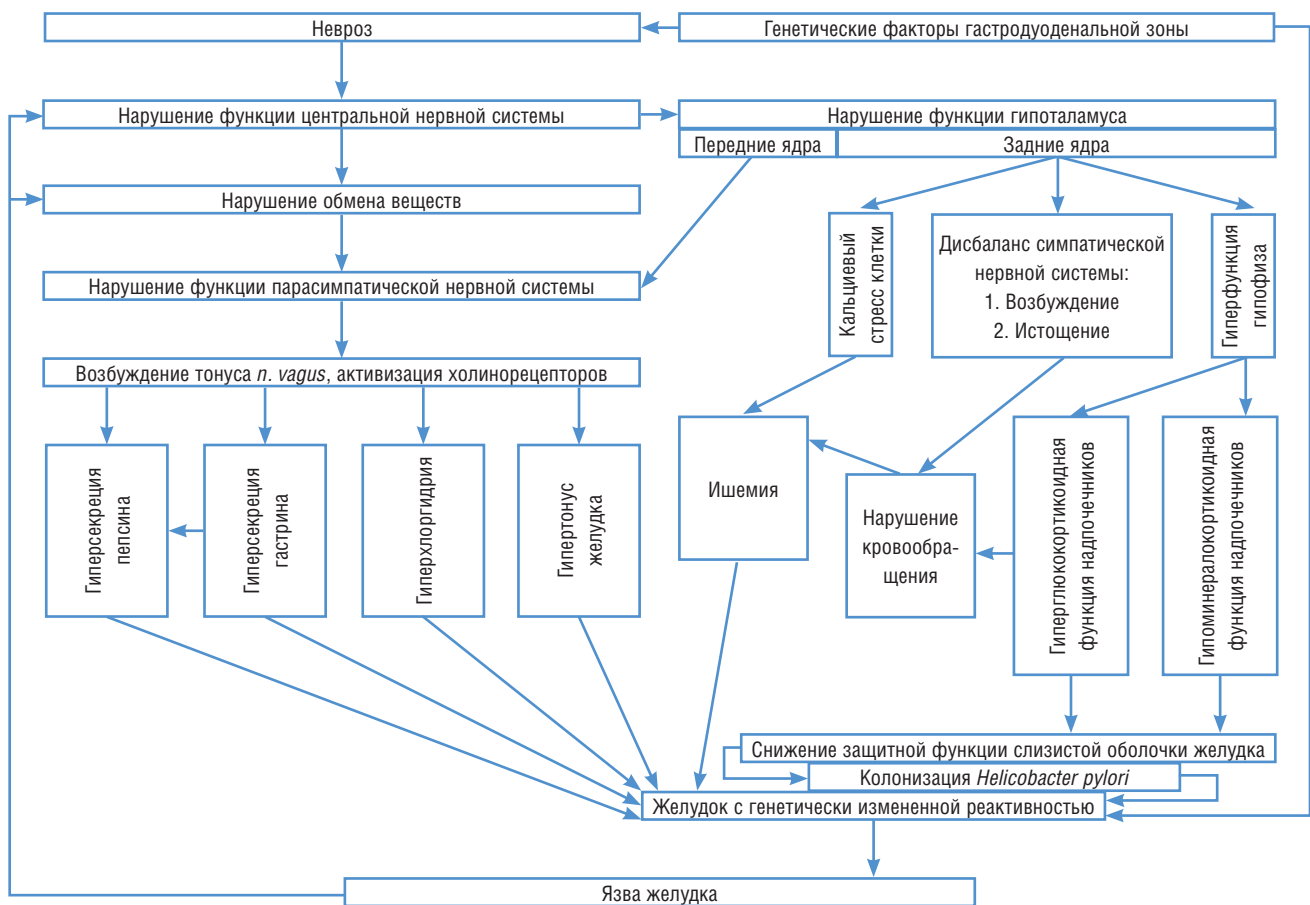 Невроз
Генетические факторы гастродуоденальной зоны
Нарушение функции центральной нервной системы
Нарушение функции гипоталамуса
Передние ядра
Задние ядра
Нарушение обмена веществ
Кальциевый
стресс клетки
Дисбаланс симпатической
нервной системы:
1. Возбуждение
2. Истощение
Гиперфункция
гипофиза
Нарушение функции парасимпатической нервной системы
Возбуждение тонуса n. vagus, активизация холинорецепторов
Гиперсекреция
пепсина
Гиперсекреция
гастрина
Гиперхлоргидрия
Гипертонус
желудка
Ишемия
Нарушение
кровообра-
щения
Гиперглюкокортикоидная
функция надпочечников
Гипоминералокортикоидная
функция надпочечников
Снижение защитной функции слизистой оболочки желудка
Колонизация Helicobacter pylori
Желудок с генетически измененной реактивностью
Язва желудка